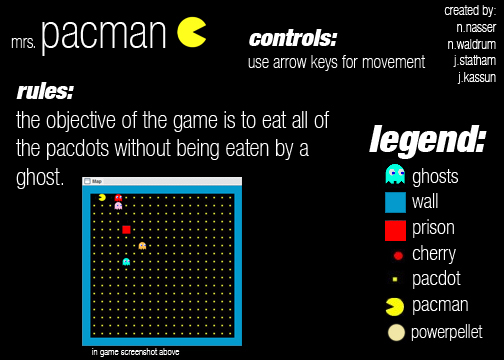 mrs. pacman
controls:
use arrow keys for movement
created by:
n.nasser
n.waldrum
j.statham
j.kassun
rules:
the objective of the game is to eat all of
the pacdots without being eaten by a
ghost.
Map
in game screenshot above
legend:
ghosts
wall
prison
cherry
pacdot
pacman
powerpellet